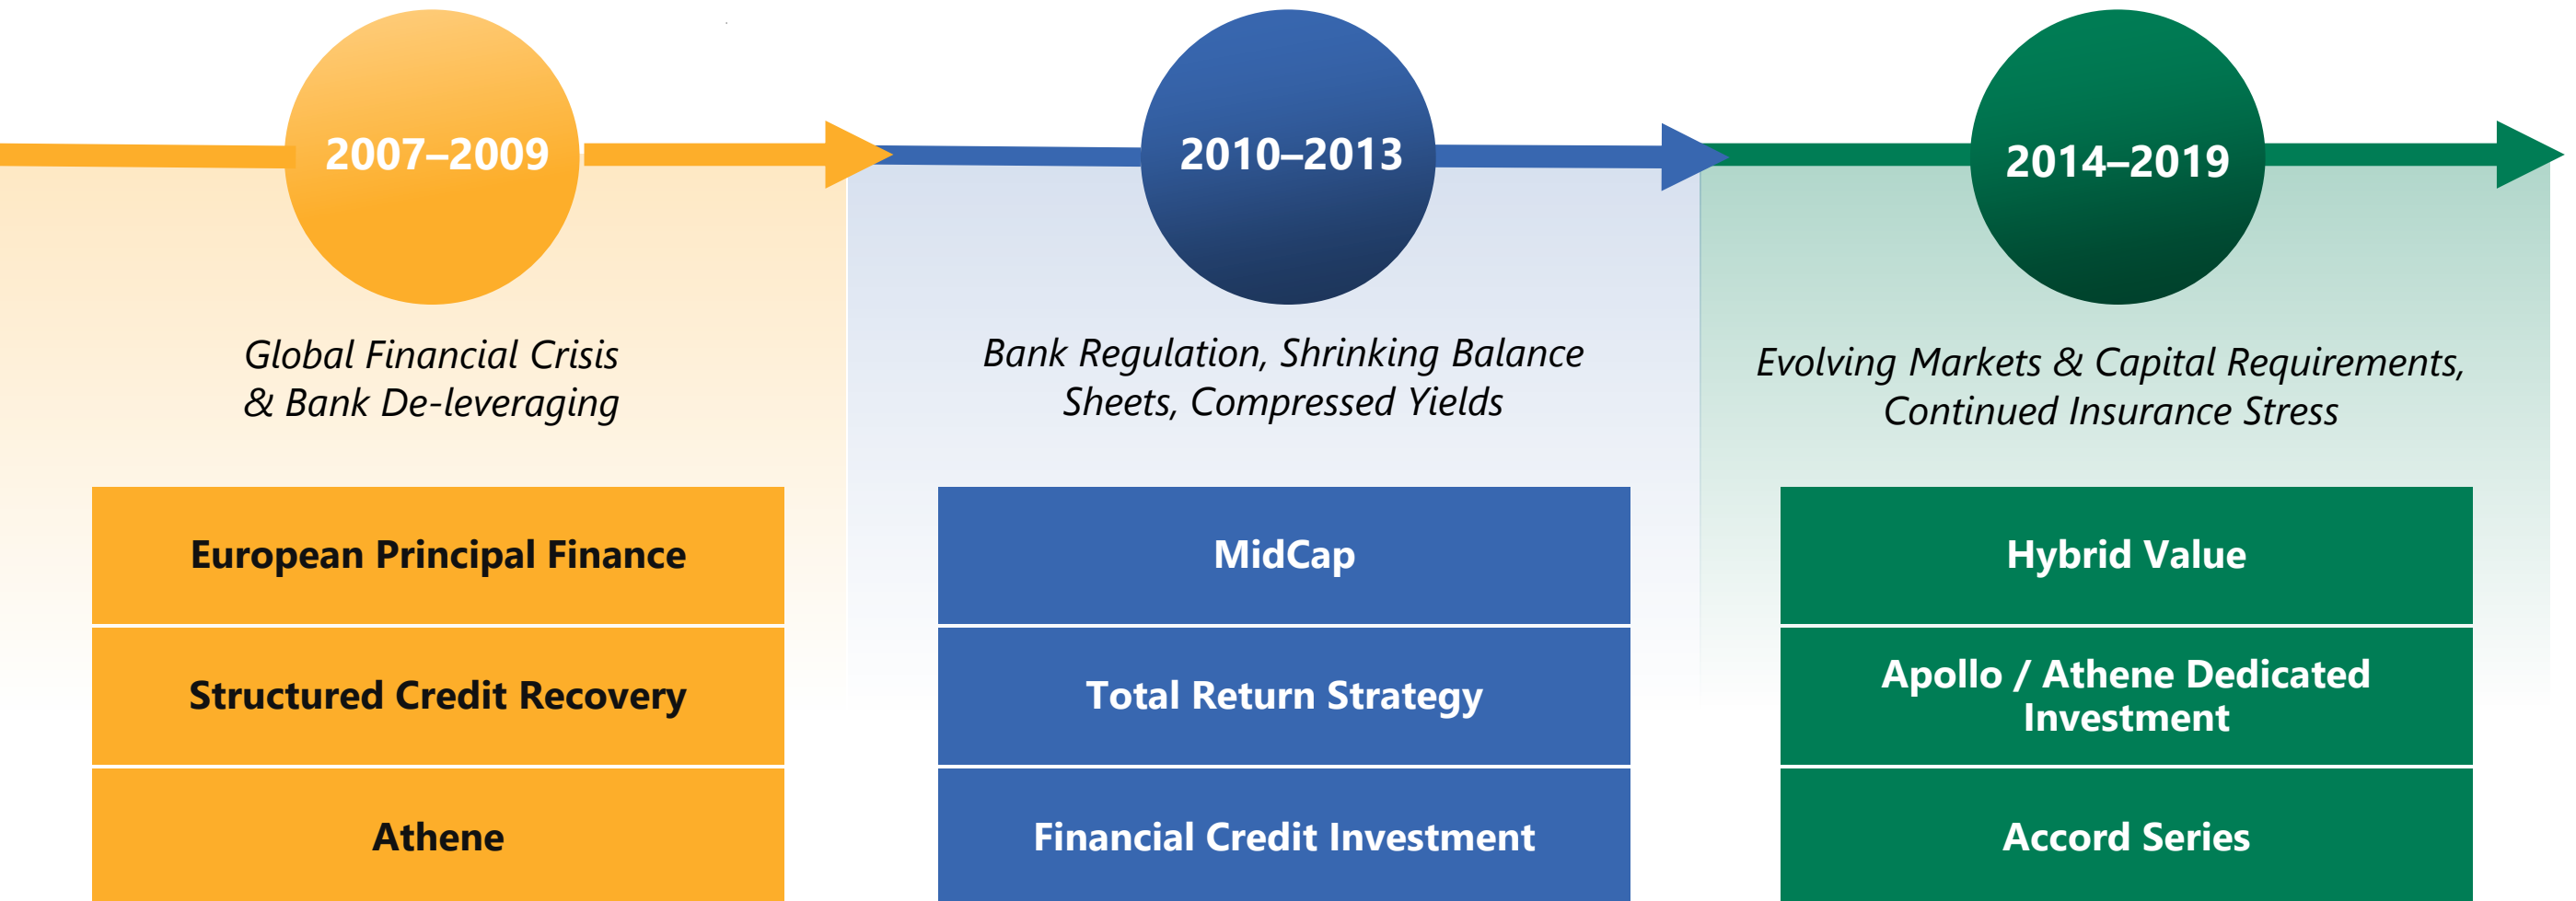 2007–2009
Global Financial Crisis
& Bank De-leveraging
European Principal Finance
Structured Credit Recovery
Athene
2010–2013
Bank Regulation, Shrinking Balance
Sheets, Compressed Yields
MidCap
Total Return Strategy
Financial Credit Investment
2014–2019
Evolving Markets & Capital Requirements,
Continued Insurance Stress
Hybrid Value
Apollo / Athene Dedicated
Investment
Accord Series